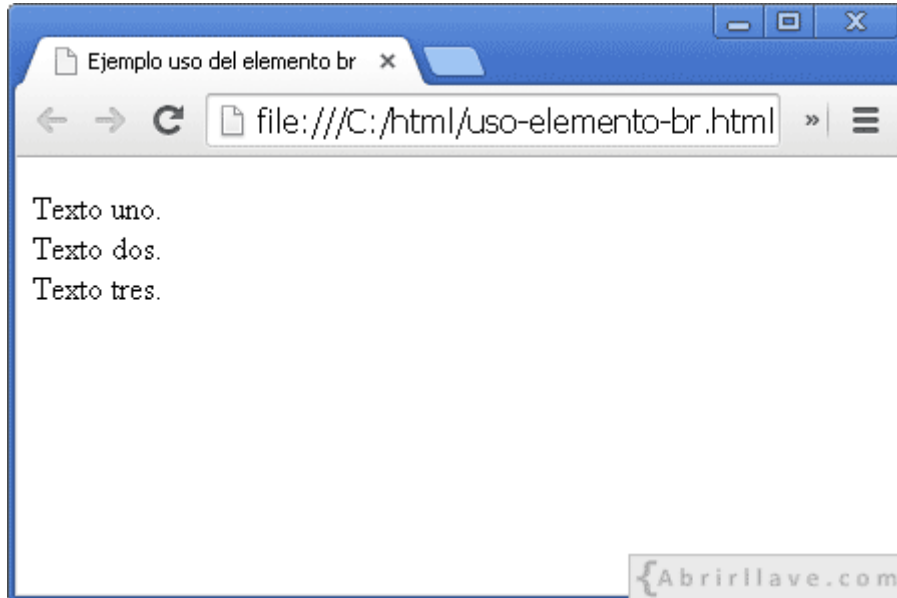 Ejemplo uso del elemento br
file:///C:/html/uso-elemento-br.html
Texto uno.
Texto dos.
Texto tres.
{Abrirllave.com